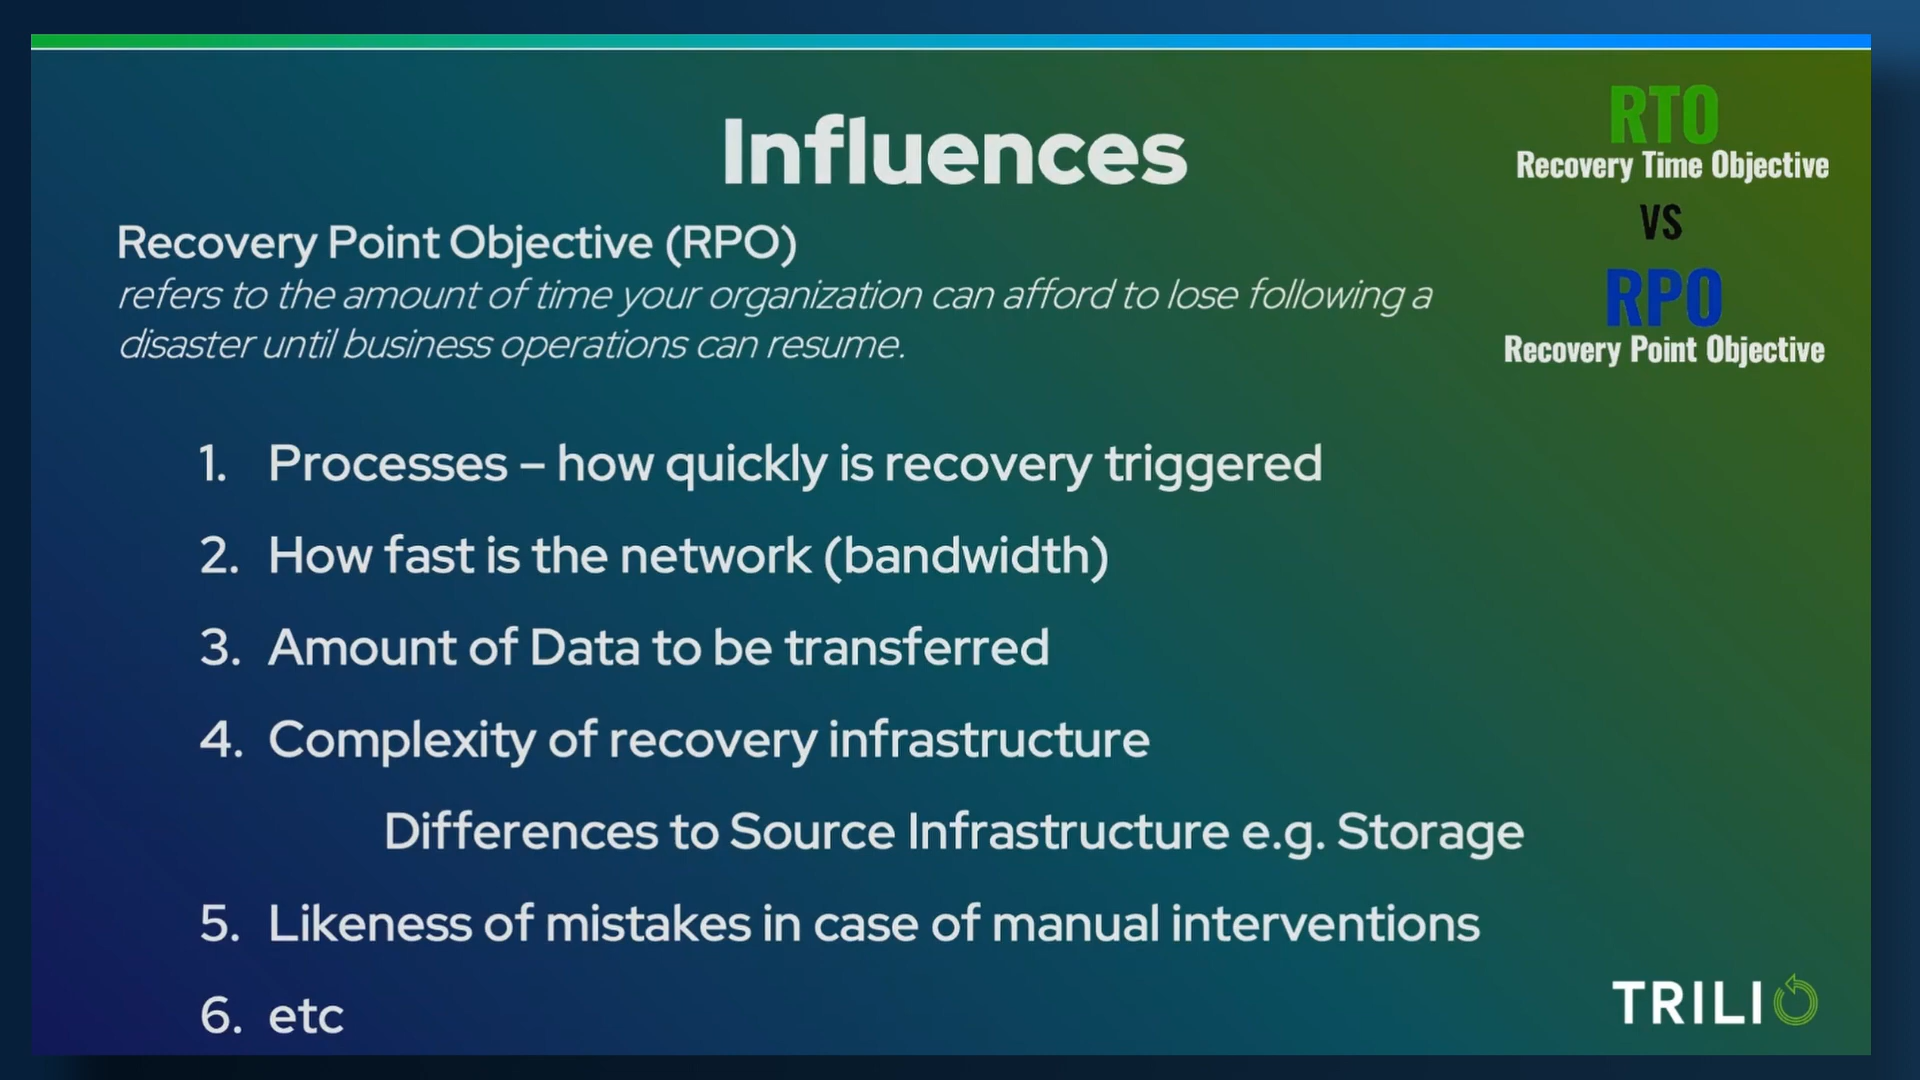 Influences
RTO
Recovery Time Objective
VS
RPO
Recovery Point Objective
Recovery Point Objective (RPO)
refers to the amount of time your organization can afford to lose following a
disaster until business operations can resume.
1. Processes – how quickly is recovery triggered
2. How fast is the network (bandwidth)
3. Amount of Data to be transferred
4. Complexity of recovery infrastructure
Differences to Source Infrastructure e.g. Storage
5. Likeness of mistakes in case of manual interventions
6. etc
TRILIO